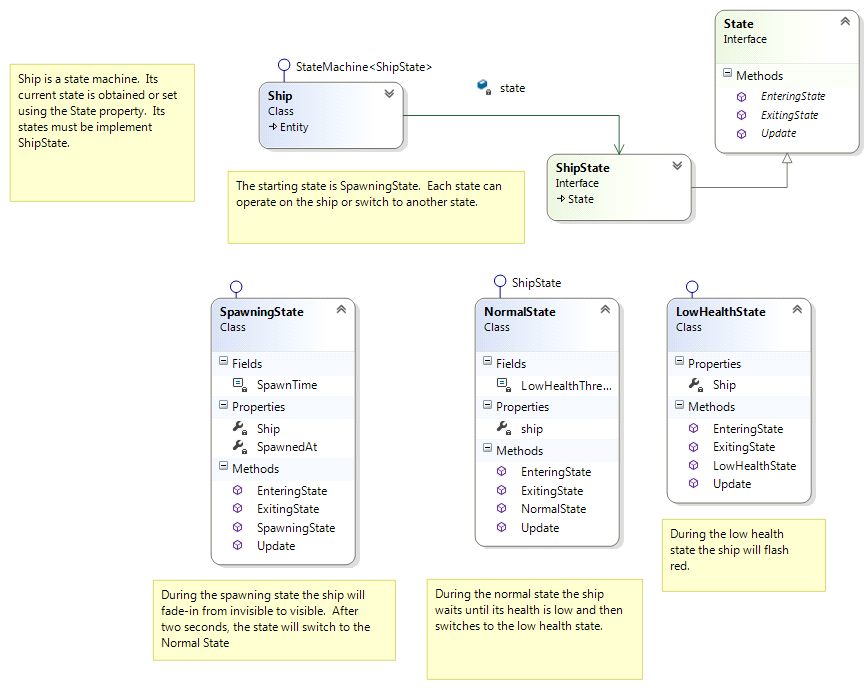 Ship is a state machine. Its
current state is obtained or set
using the State property. Its
states must be implement
ShipState.
StateMachine<ShipState>
Ship
Class
Entity
state
State
Interface
Methods
EnteringState
ExitingState
Update
The starting state is SpawningState. Each state can
operate on the ship or switch to another state.
ShipState
Interface
State
SpawningState
Class
Fields
SpawnTime
Properties
Ship
SpawnedAt
Methods
EnteringState
ExitingState
SpawningState
Update
During the spawning state the ship will
fade-in from invisible to visible. After
two seconds, the state will switch to the
Normal State
ShipState
NormalState
Class
Fields
LowHealthThre...
Properties
ship
Methods
EnteringState
ExitingState
NormalState
Update
During the normal state the ship
waits until its health is low and then
switches to the low health state.
LowHealthState
Class
Properties
Ship
Methods
EnteringState
ExitingState
LowHealthState
Update
During the low health
state the ship will flash
red.